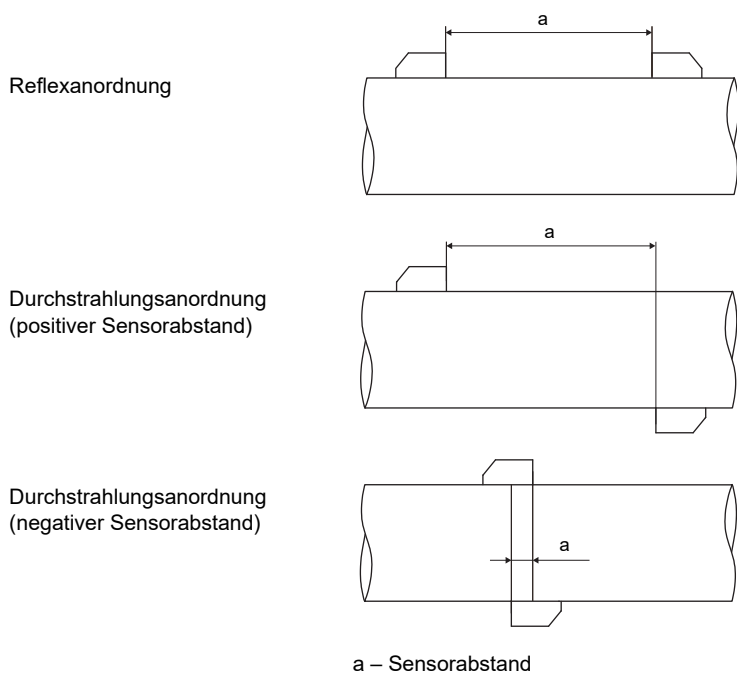 a
Reflexanordnung
a
Durchstrahlungsanordnung
(positiver Sensorabstand)
Durchstrahlungsanordnung
(negativer Sensorabstand)
a
a – Sensorabstand